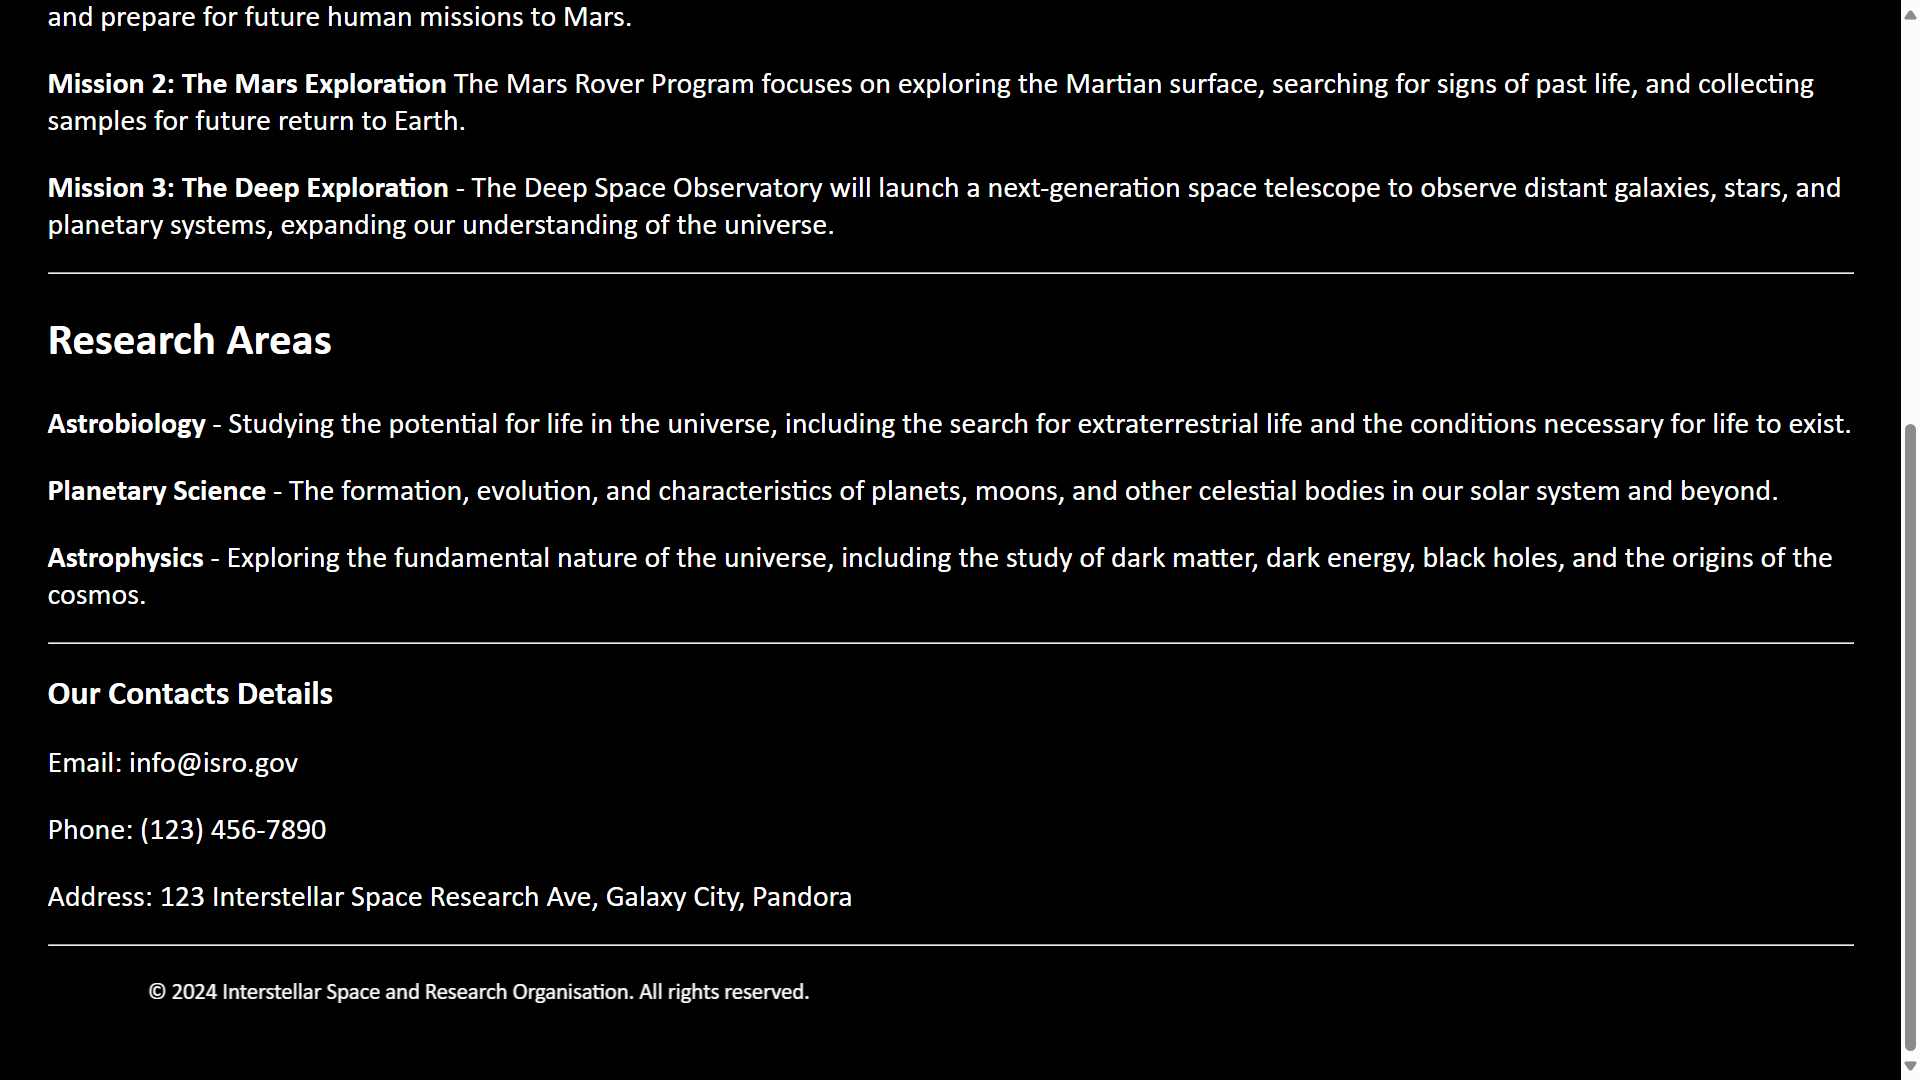 and prepare for future human missions to Mars.
Mission 2: The Mars Exploration The Mars Rover Program focuses on exploring the Martian surface, searching for signs of past life, and collecting
samples for future return to Earth.
Mission 3: The Deep Exploration - The Deep Space Observatory will launch a next-generation space telescope to observe distant galaxies, stars, and
planetary systems, expanding our understanding of the universe.
Research Areas
Astrobiology - Studying the potential for life in the universe, including the search for extraterrestrial life and the conditions necessary for life to exist.
Planetary Science - The formation, evolution, and characteristics of planets, moons, and other celestial bodies in our solar system and beyond.
Astrophysics - Exploring the fundamental nature of the universe, including the study of dark matter, dark energy, black holes, and the origins of the
cosmos.
Our Contacts Details
Email: info@isro.gov
Phone: (123) 456-7890
Address: 123 Interstellar Space Research Ave, Galaxy City, Pandora
© 2024 Interstellar Space and Research Organisation. All rights reserved.